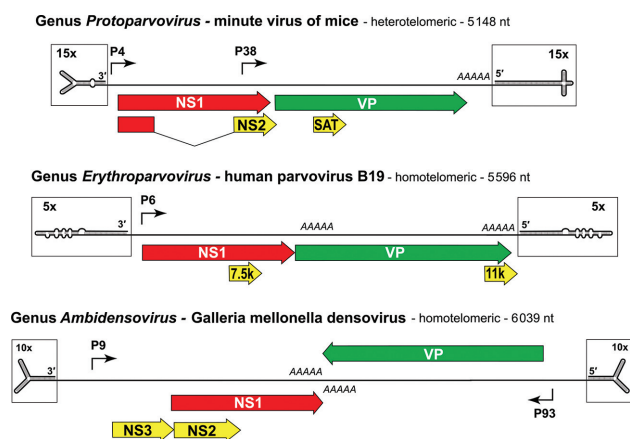 Genus Protoparvovirus - minute virus of mice - heterotelomeric - 5148 nt
15x P4 P38 15x
3′ AAAAA 5′
NS1 VP
NS2 SAT
Genus Erythroparvovirus - human parvovirus B19 - homotelomeric - 5596 nt
5x P6 5x
3′ AAAAA AAAAA 5′
NS1 VP
7.5k 11k
Genus Ambidensovirus - Galleria mellonella densovirus - homotelomeric - 6039 nt
10x P9 VP 10x
3′ AAAAA 5′
AAAAA
NS1 P93
NS3 NS2